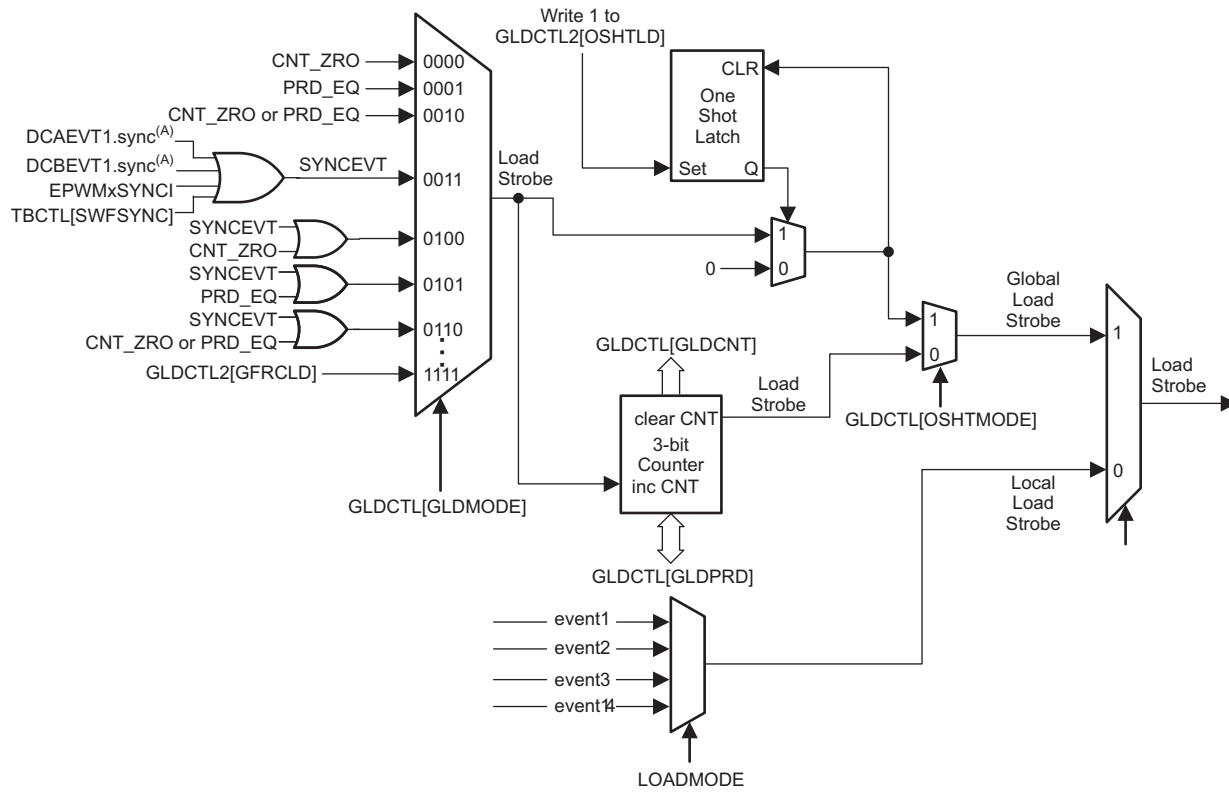 Write 1 to
GLDCTL2[OSHTLD]
CNT_ZRO
0000
PRD_EQ
0001
CNT_ZRO or PRD_EQ
0010
DCAEVT1.sync(A)
DCBEVT1.sync(A)
EPWMxSYNCI
TBCTL[SWFSYNC]
SYNCEVT
0011
SYNCEVT
CNT_ZRO
0100
SYNCEVT
PRD_EQ
0101
SYNCEVT
CNT_ZRO or PRD_EQ
0110
GLDCTL2[GFRCLD]
1111
GLDCTL[GLDMODE]
Load
Strobe
CLR
One
Shot
Latch
Set
Q
1
0
0
GLDCTL[GLDCNT]
clear CNT
3-bit
Counter
inc CNT
GLDCTL[GLDPRD]
Load
Strobe
1
0
GLDCTL[OSHTMODE]
Global
Load
Strobe
1
0
Local
Load
Strobe
Load
Strobe
event1
event2
event3
event14
LOADMODE